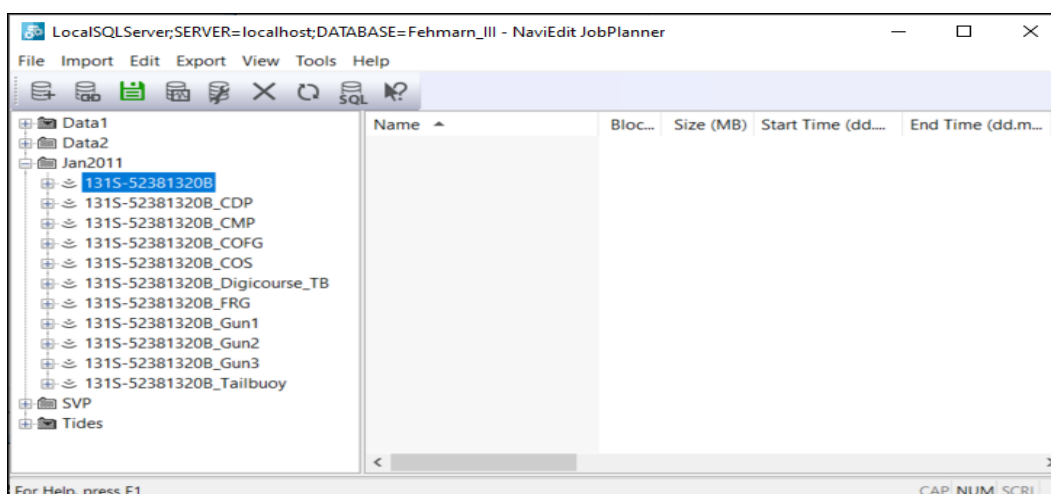 LocalSQLServer;SERVER=localhost;DATABASE=Fehmarn_III - NaviEdit JobPlanner
File Import Edit Export View Tools Help
SQL
Data1
Data2
Jan2011
131S-52381320B
131S-52381320B_CDP
131S-52381320B_CMP
131S-52381320B_COFG
131S-52381320B_COS
131S-52381320B_Digicourse_TB
131S-52381320B_FRG
131S-52381320B_Gun1
131S-52381320B_Gun2
131S-52381320B_Gun3
131S-52381320B_Tailbuoy
SVP
Tides
Name Bloc... Size (MB) Start Time (dd.... End Time (dd.m...
For Help, press F1
CAP NUM SCRL